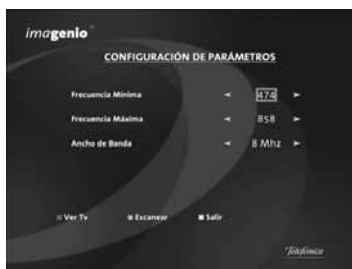 imagenio
CONFIGURACIÓN DE PARÁMETROS
Frecuencia Mínima 474
Frecuencia Máxima 858
Ancho de Banda 8 Mhz
Ver Tv Escanear Salir
Telefónica